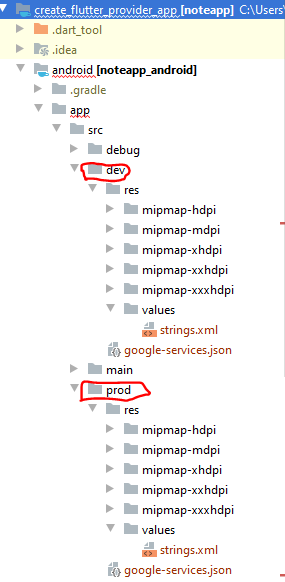 create_flutter_provider_app [noteapp] C:\Users\
.dart_tool
.idea
android [noteapp_android]
.gradle
app
src
debug
dev
res
mipmap-hdpi
mipmap-mdpi
mipmap-xhdpi
mipmap-xxhdpi
mipmap-xxxhdpi
values
strings.xml
google-services.json
main
prod
res
mipmap-hdpi
mipmap-mdpi
mipmap-xhdpi
mipmap-xxhdpi
mipmap-xxxhdpi
values
strings.xml
google-services.json